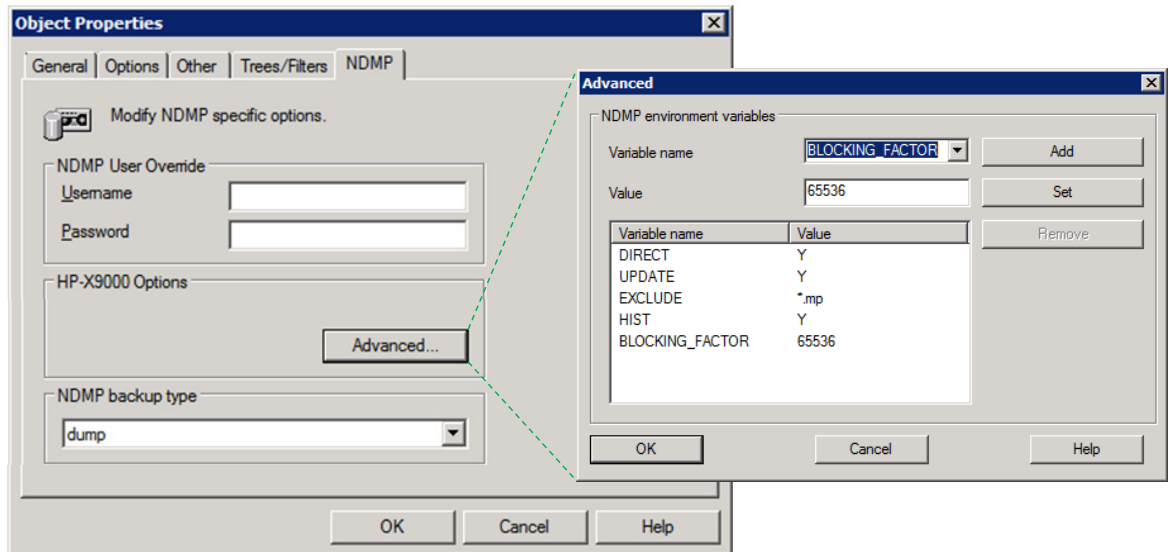 Object Properties
General Options Other Trees/Filters NDMP
Modify NDMP specific options.
NDMP User Override
Username
Password
HP-X9000 Options
Advanced...
NDMP backup type
dump
OK Cancel Help
Advanced
NDMP environment variables
Variable name BLOCKING_FACTOR Add
Value 65536 Set
Variable name Value Remove
DIRECT Y
UPDATE Y
EXCLUDE *.mp
HIST Y
BLOCKING_FACTOR 65536
OK Cancel Help